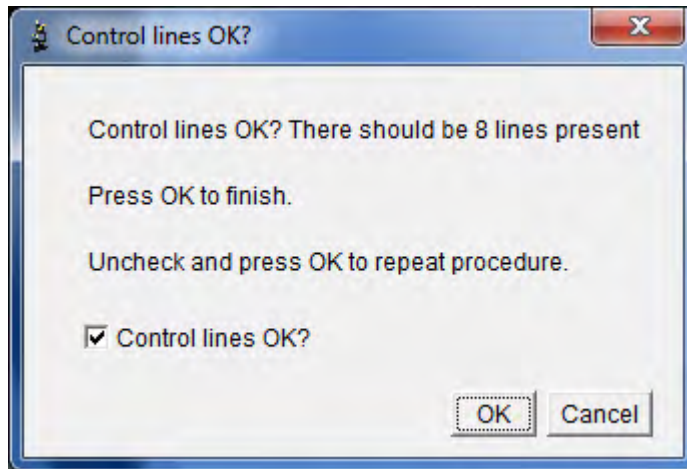 Control lines OK?
Control lines OK? There should be 8 lines present
Press OK to finish.
Uncheck and press OK to repeat procedure.
Control lines OK?
OK Cancel